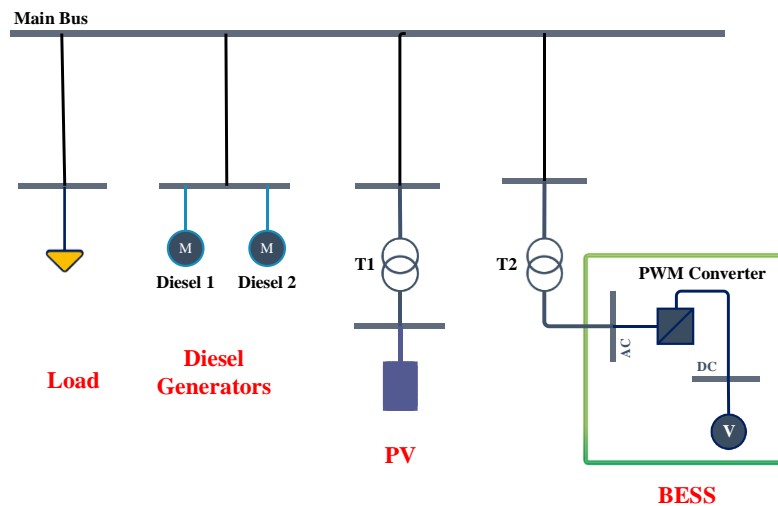 Main Bus
M
M
Diesel 1
Diesel 2
T1
T2
PWM Converter
AC
DC
V
Load
Diesel
Generators
PV
BESS